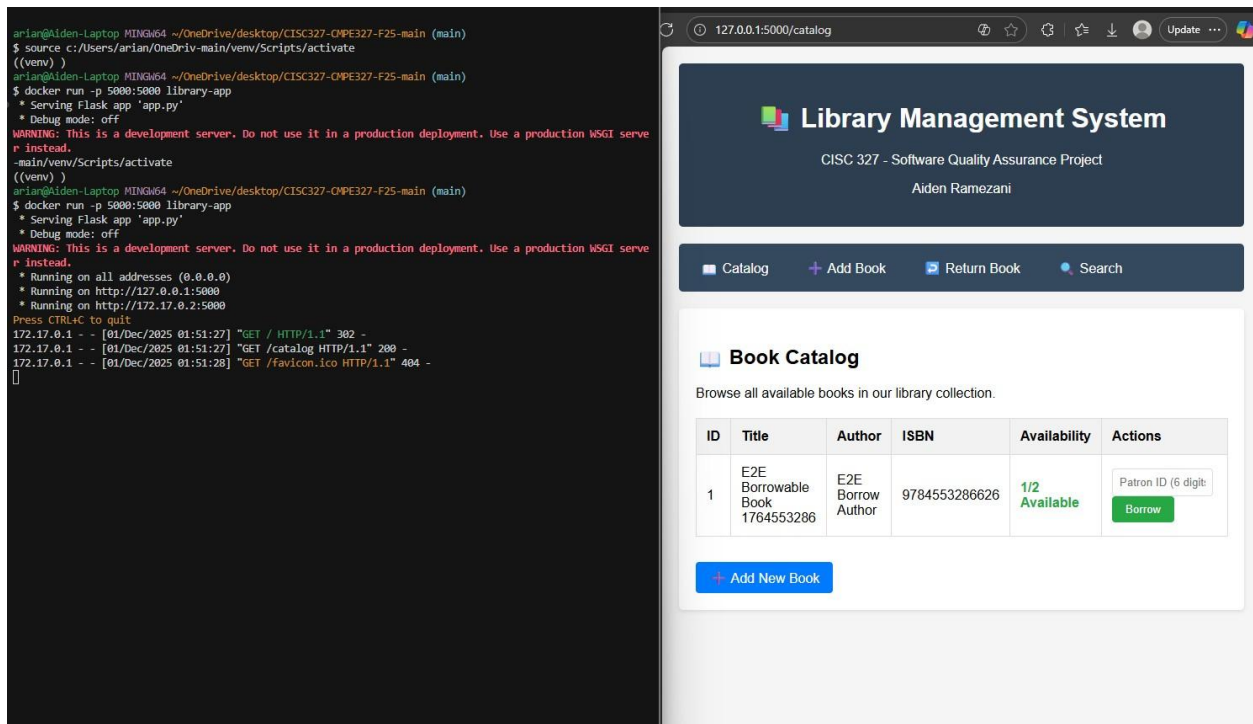 arian@Aiden-Laptop MINGW64 ~/OneDrive/desktop/CISC327-CMPE327-F25-main (main)
$ source c:/Users/arian/OneDriv-main/venv/Scripts/activate
((venv) )
arian@Aiden-Laptop MINGW64 ~/OneDrive/desktop/CISC327-CMPE327-F25-main (main)
$ docker run -p 5000:5000 library-app
* Serving Flask app 'app.py'
* Debug mode: off
WARNING: This is a development server. Do not use it in a production deployment. Use a production WSGI serve
r instead.
-main/venv/Scripts/activate
((venv) )
arian@Aiden-Laptop MINGW64 ~/OneDrive/desktop/CISC327-CMPE327-F25-main (main)
$ docker run -p 5000:5000 library-app
* Serving Flask app 'app.py'
* Debug mode: off
WARNING: This is a development server. Do not use it in a production deployment. Use a production WSGI serve
r instead.
* Running on all addresses (0.0.0.0)
* Running on http://127.0.0.1:5000
* Running on http://172.17.0.2:5000
Press CTRL+C to quit
172.17.0.1 - - [01/Dec/2025 01:51:27] "GET / HTTP/1.1" 302 -
172.17.0.1 - - [01/Dec/2025 01:51:27] "GET /catalog HTTP/1.1" 200 -
172.17.0.1 - - [01/Dec/2025 01:51:28] "GET /favicon.ico HTTP/1.1" 404 -
127.0.0.1:5000/catalog
Update ...
Library Management System
CISC 327 - Software Quality Assurance Project
Aiden Ramezani
Catalog Add Book Return Book Search
Book Catalog
Browse all available books in our library collection.
ID Title Author ISBN Availability Actions
1
E2E
Borrowable
Book
1764553286
E2E
Borrow
Author
9784553286626
1/2
Available
Patron ID (6 digit
Borrow
Add New Book